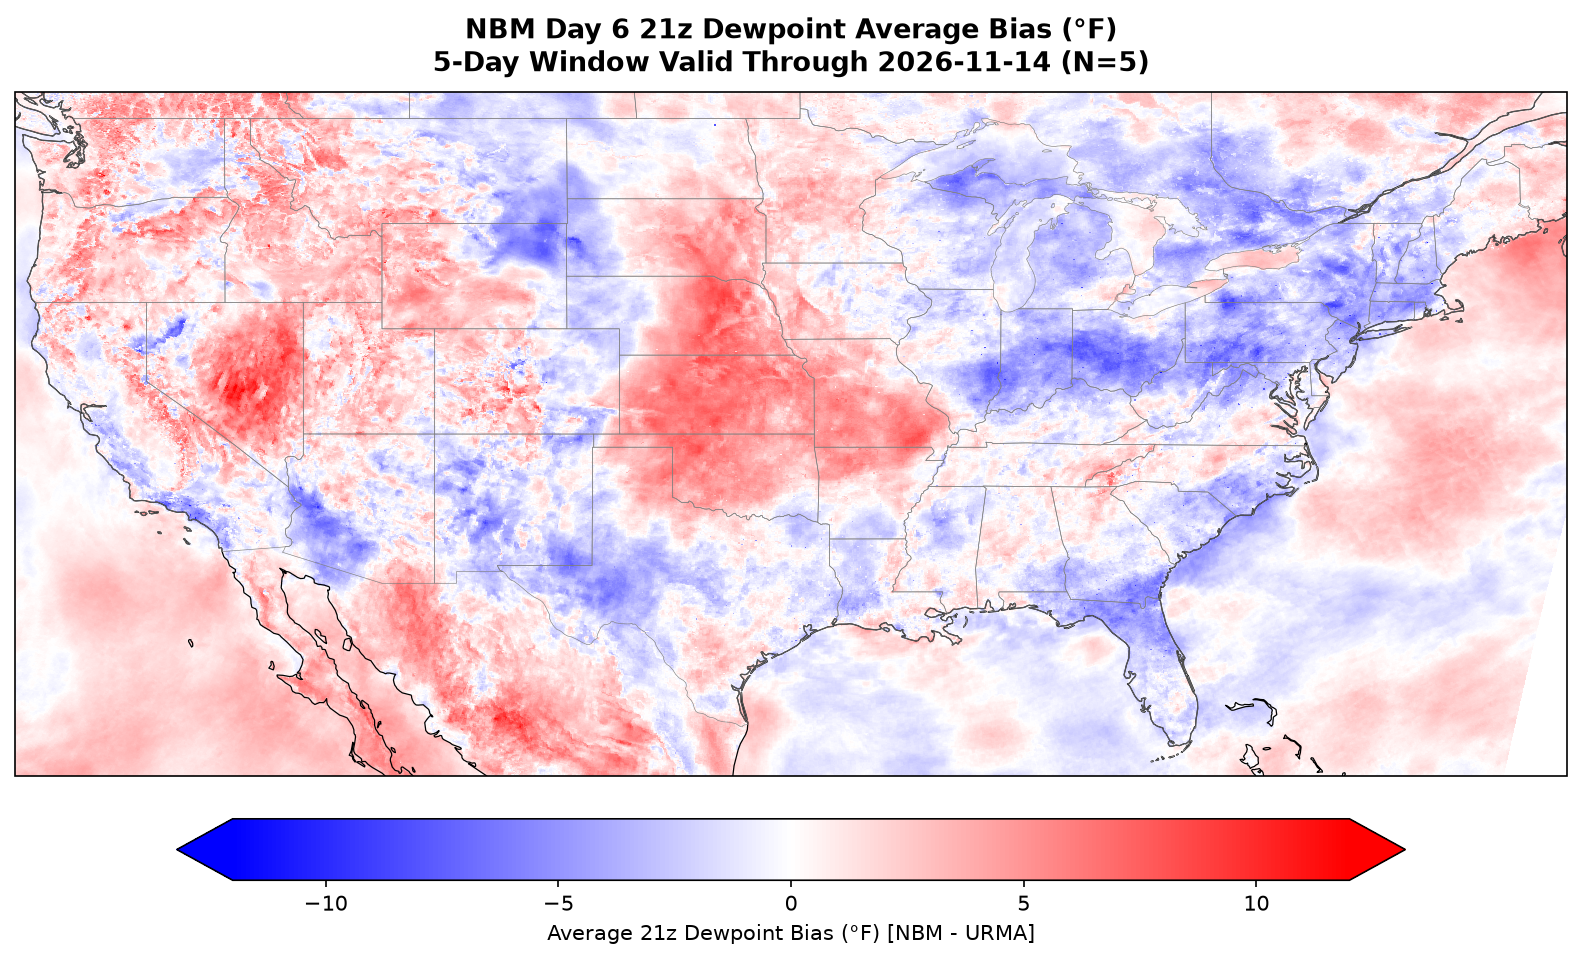 NBM Day 6 21z Dewpoint Average Bias (°F)
5-Day Window Valid Through 2026-11-14 (N=5)
−10 −5 0 5 10
Average 21z Dewpoint Bias (°F) [NBM - URMA]